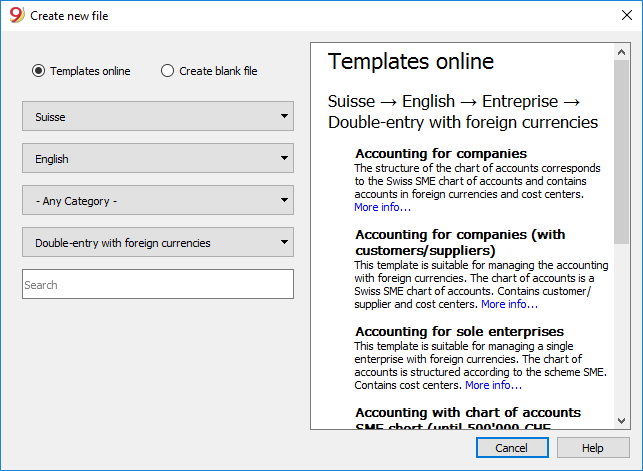 9 Create new file
Templates online
Create blank file
Suisse
English
- Any Category -
Double-entry with foreign currencies
Search
Templates online
Suisse → English → Entreprise →
Double-entry with foreign currencies
Accounting for companies
The structure of the chart of accounts corresponds
to the Swiss SME chart of accounts and contains
accounts in foreign currencies and cost centers.
More info...
Accounting for companies (with
customers/suppliers)
This template is suitable for managing the accounting
with foreign currencies. The chart of accounts is a
Swiss SME chart of accounts. Contains customer/
supplier and cost centers. More info...
Accounting for sole enterprises
This template is suitable for managing a single
enterprise with foreign currencies. The chart of
accounts is structured according to the scheme SME.
Contains cost centers. More info...
Accounting with chart of accounts
SME short (until 500'000 CHF
Cancel
Help